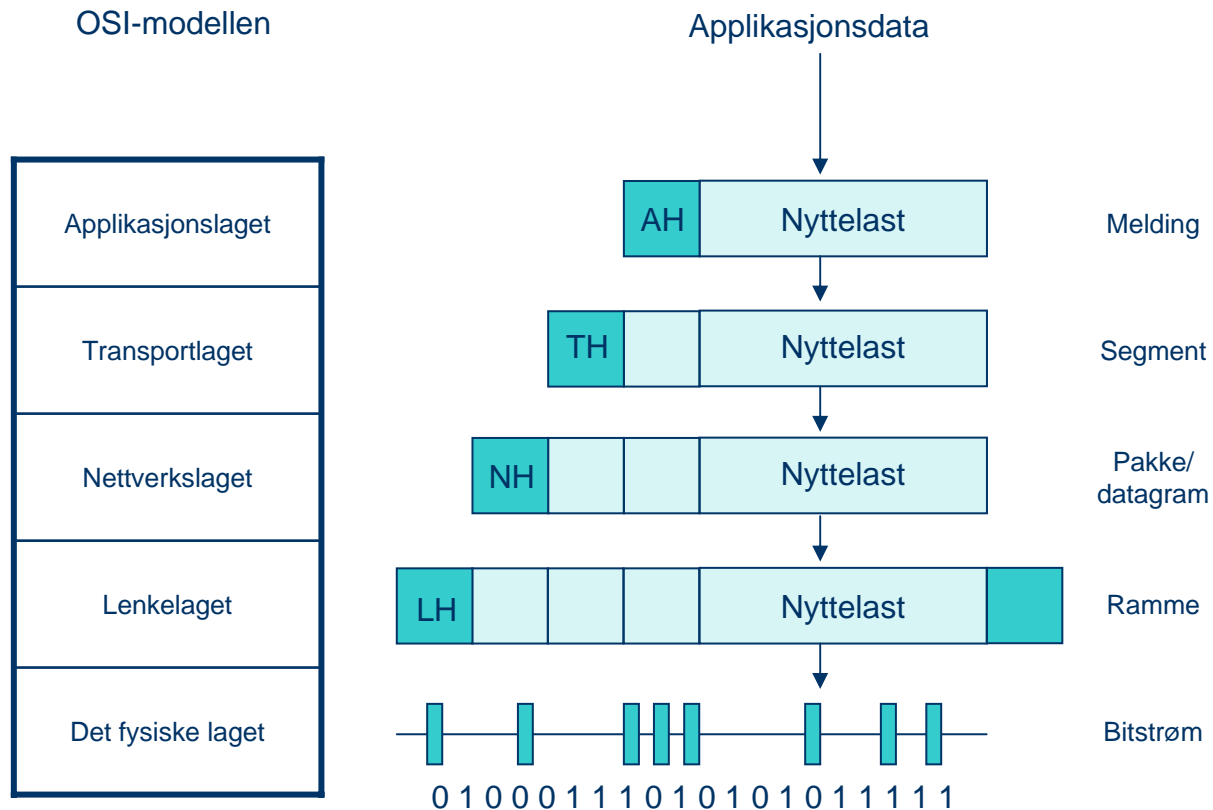 OSI-modellen
Applikasjonsdata
Applikasjonslaget
AH
Nyttelast
Melding
Transportlaget
TH
Nyttelast
Segment
Nettverkslaget
NH
Nyttelast
Pakke/
datagram
Lenkelaget
LH
Nyttelast
Ramme
Det fysiske laget
Bitstrøm
0 1 0 0 0 1 1 1 0 1 0 1 0 1 0 1 1 1 1 1